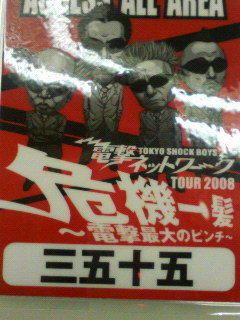 ACCESS ALL AREA
TOKYO SHOCK BOYS
電撃ネットワーク
TOUR 2008
危機一髪
～電撃最大のピンチ～
三五十五